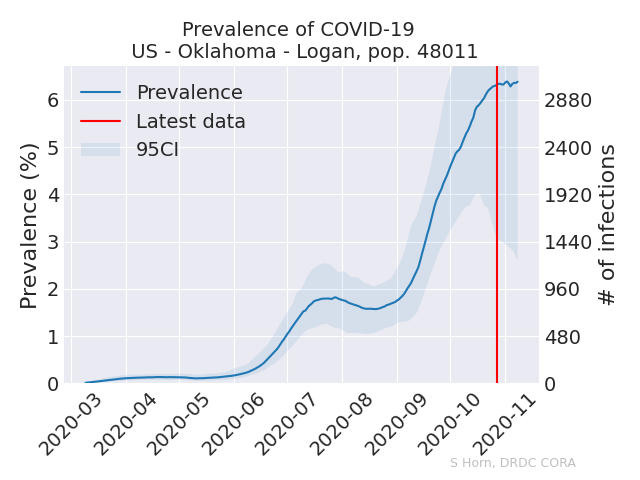 Prevalence of COVID-19
US - Oklahoma - Logan, pop. 48011
Prevalence
Latest data
95CI
Prevalence (%)
6
5
4
3
2
1
0
2880
2400
1920
1440
960
480
0
# of infections
2020-03
2020-04
2020-05
2020-06
2020-07
2020-08
2020-09
2020-10
2020-11
S Horn, DRDC CORA